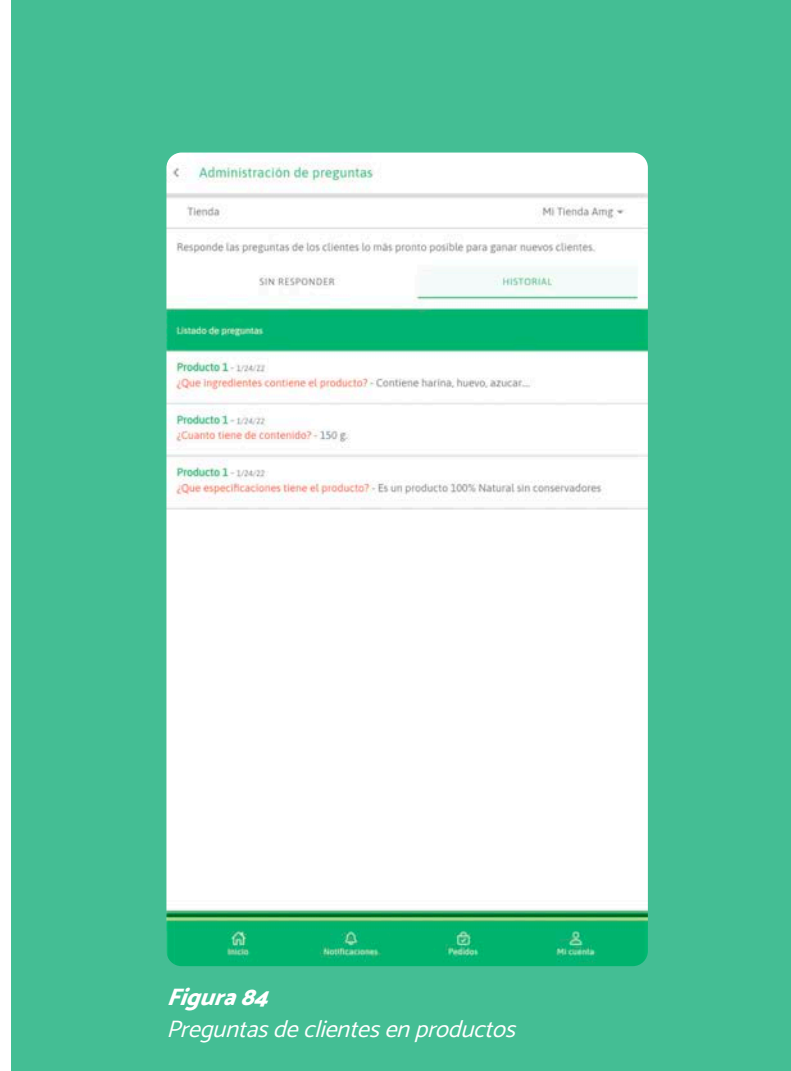 Administración de preguntas
Tienda Mi Tienda Amg
Responde las preguntas de los clientes lo más pronto posible para ganar nuevos clientes.
SIN RESPONDER HISTORIAL
Listado de preguntas
Producto 1 - 1/24/22
¿Que ingredientes contiene el producto? - Contiene harina, huevo, azucar...
Producto 1 - 1/24/22
¿Cuanto tiene de contenido? - 150 g.
Producto 1 - 1/24/22
¿Que especificaciones tiene el producto? - Es un producto 100% Natural sin conservadores
Inicio Notificaciones Pedidos Mi cuenta
Figura 84
Preguntas de clientes en productos